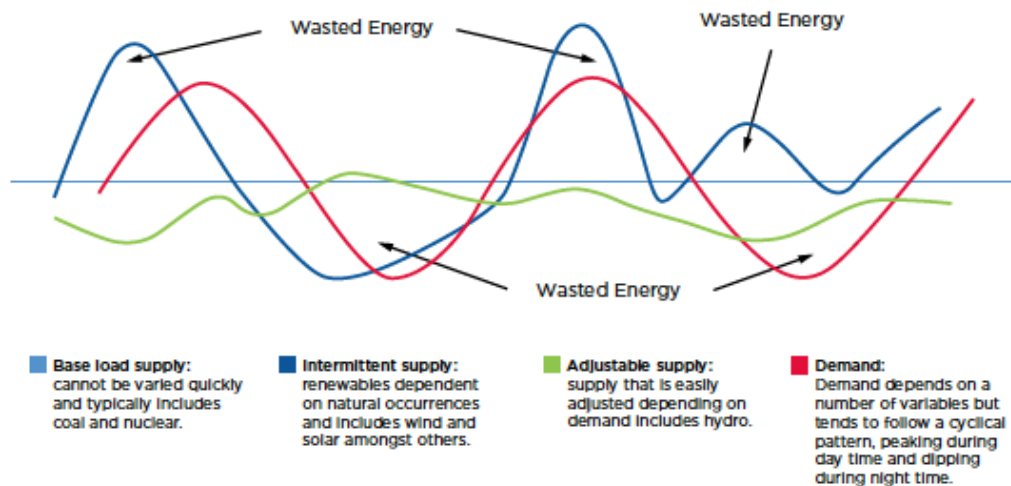 Wasted Energy
Wasted Energy
Wasted Energy
Base load supply:
cannot be varied quickly
and typically includes
coal and nuclear.
Intermittent supply:
renewables dependent
on natural occurrences
and includes wind and
solar amongst others.
Adjustable supply:
supply that is easily
adjusted depending on
demand includes hydro.
Demand:
Demand depends on a
number of variables but
tends to follow a cyclical
pattern, peaking during
day time and dipping
during night time.